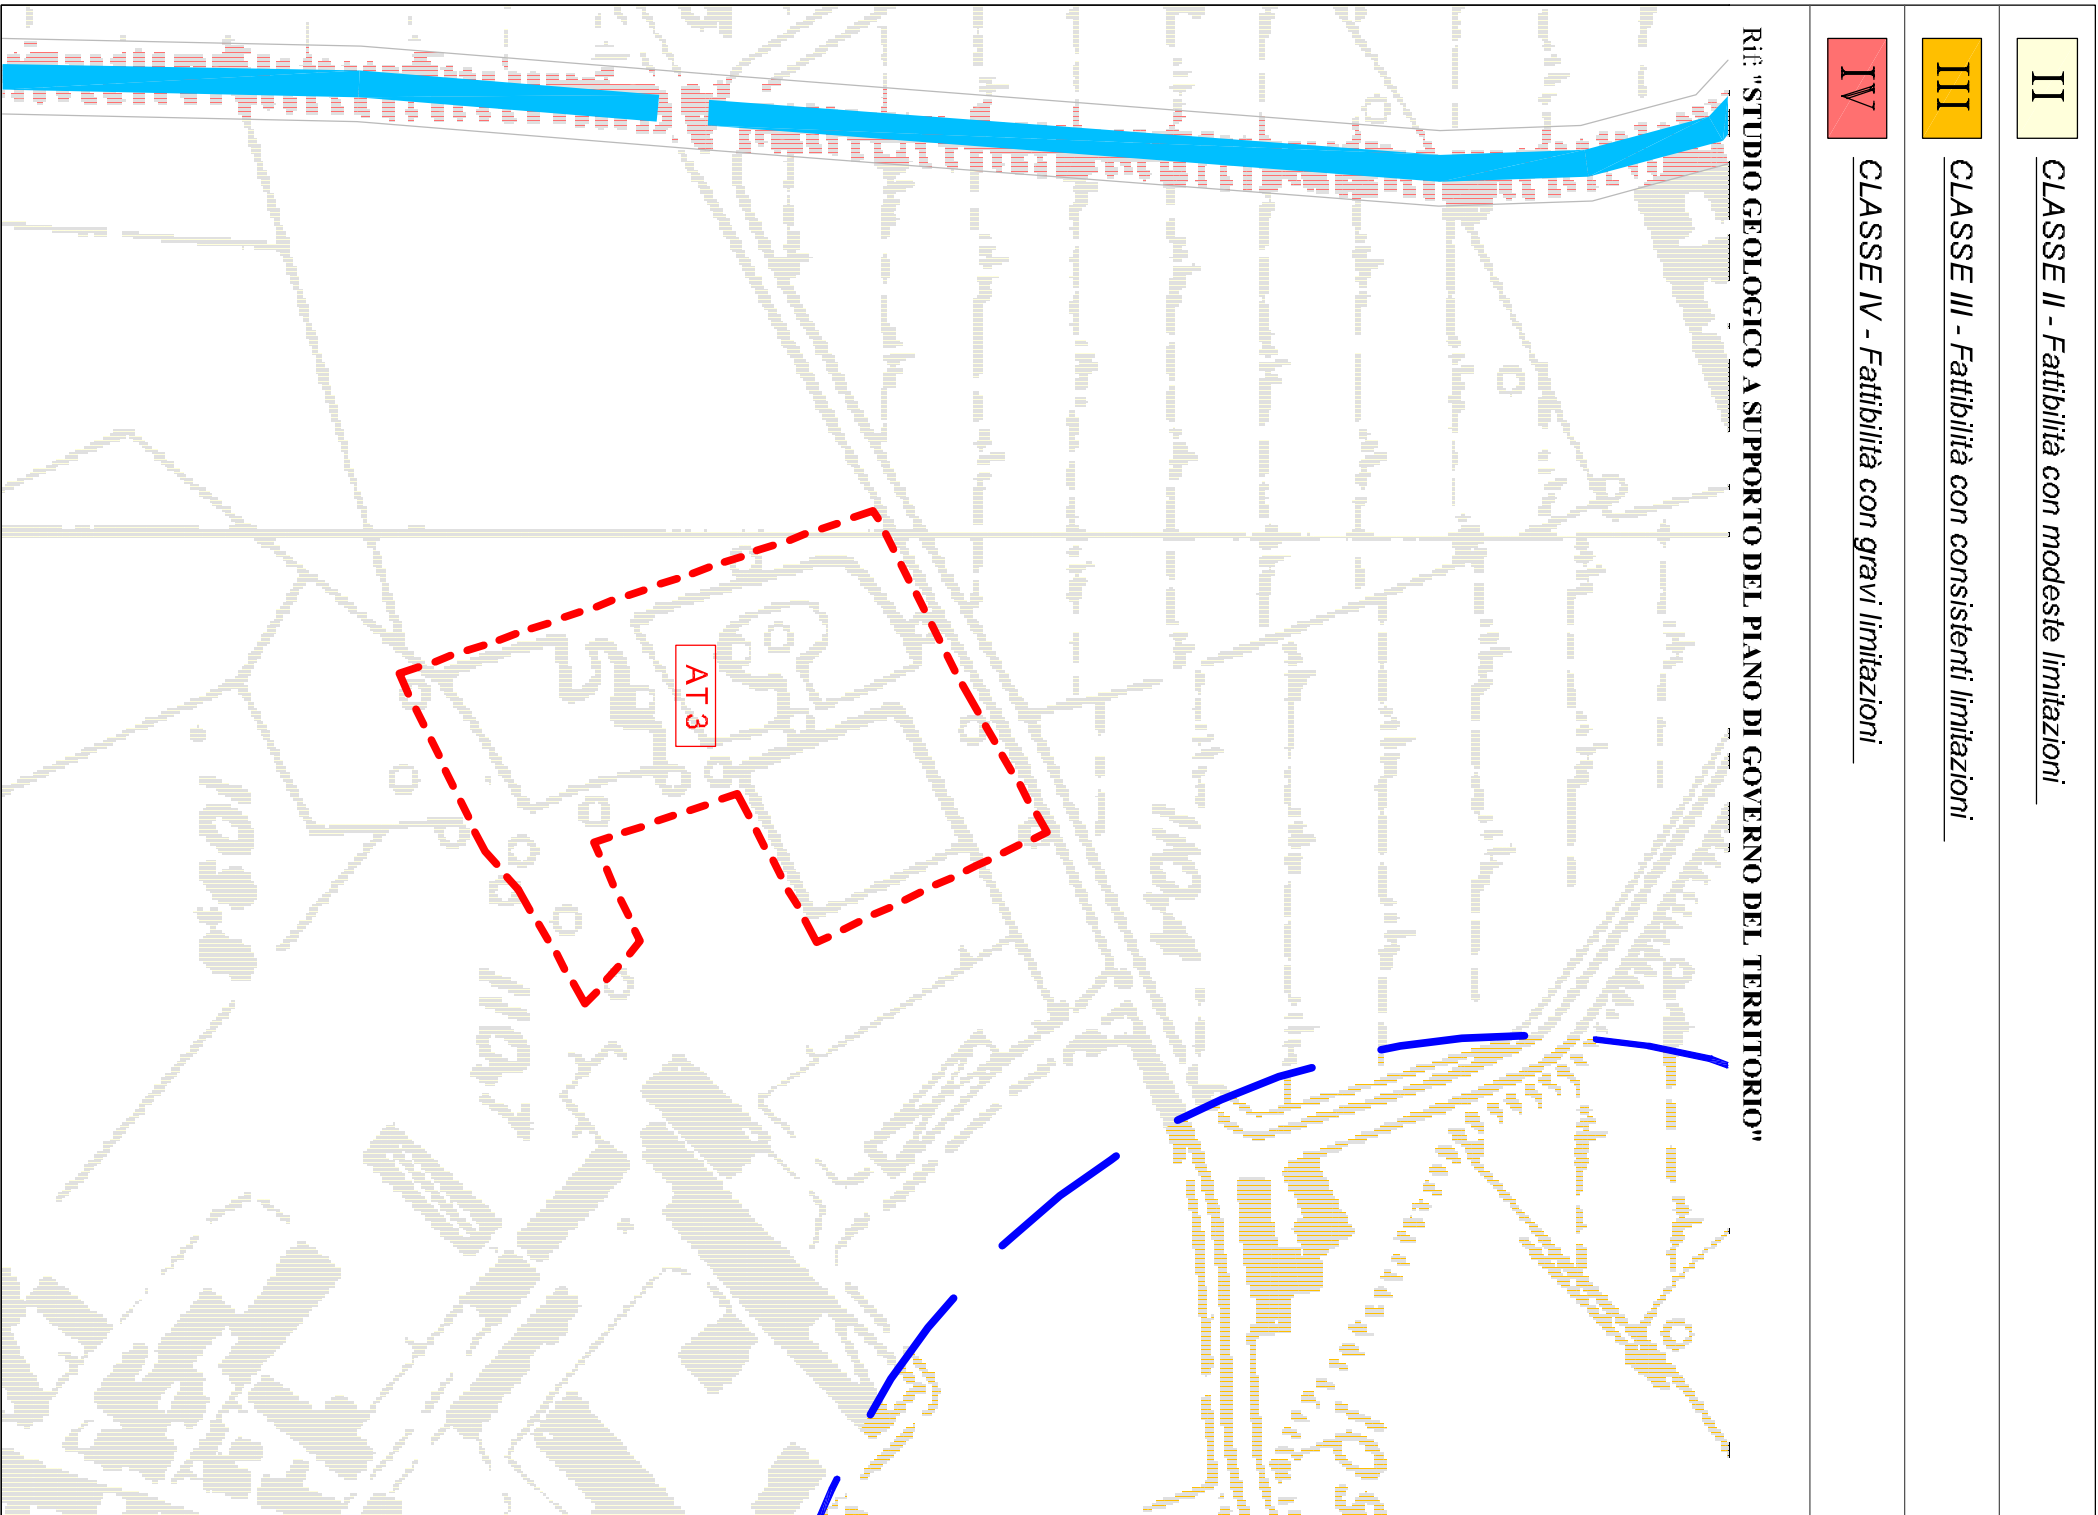 II
CLASSE II - Fattibilità con modeste limitazioni
III
CLASSE III - Fattibilità con consistenti limitazioni
IV
CLASSE IV - Fattibilità con gravi limitazioni
Rif: "STUDIO GEOLOGICO A SUPPORTO DEL PIANO DI GOVERNO DEL TERRITORIO"
AT 3